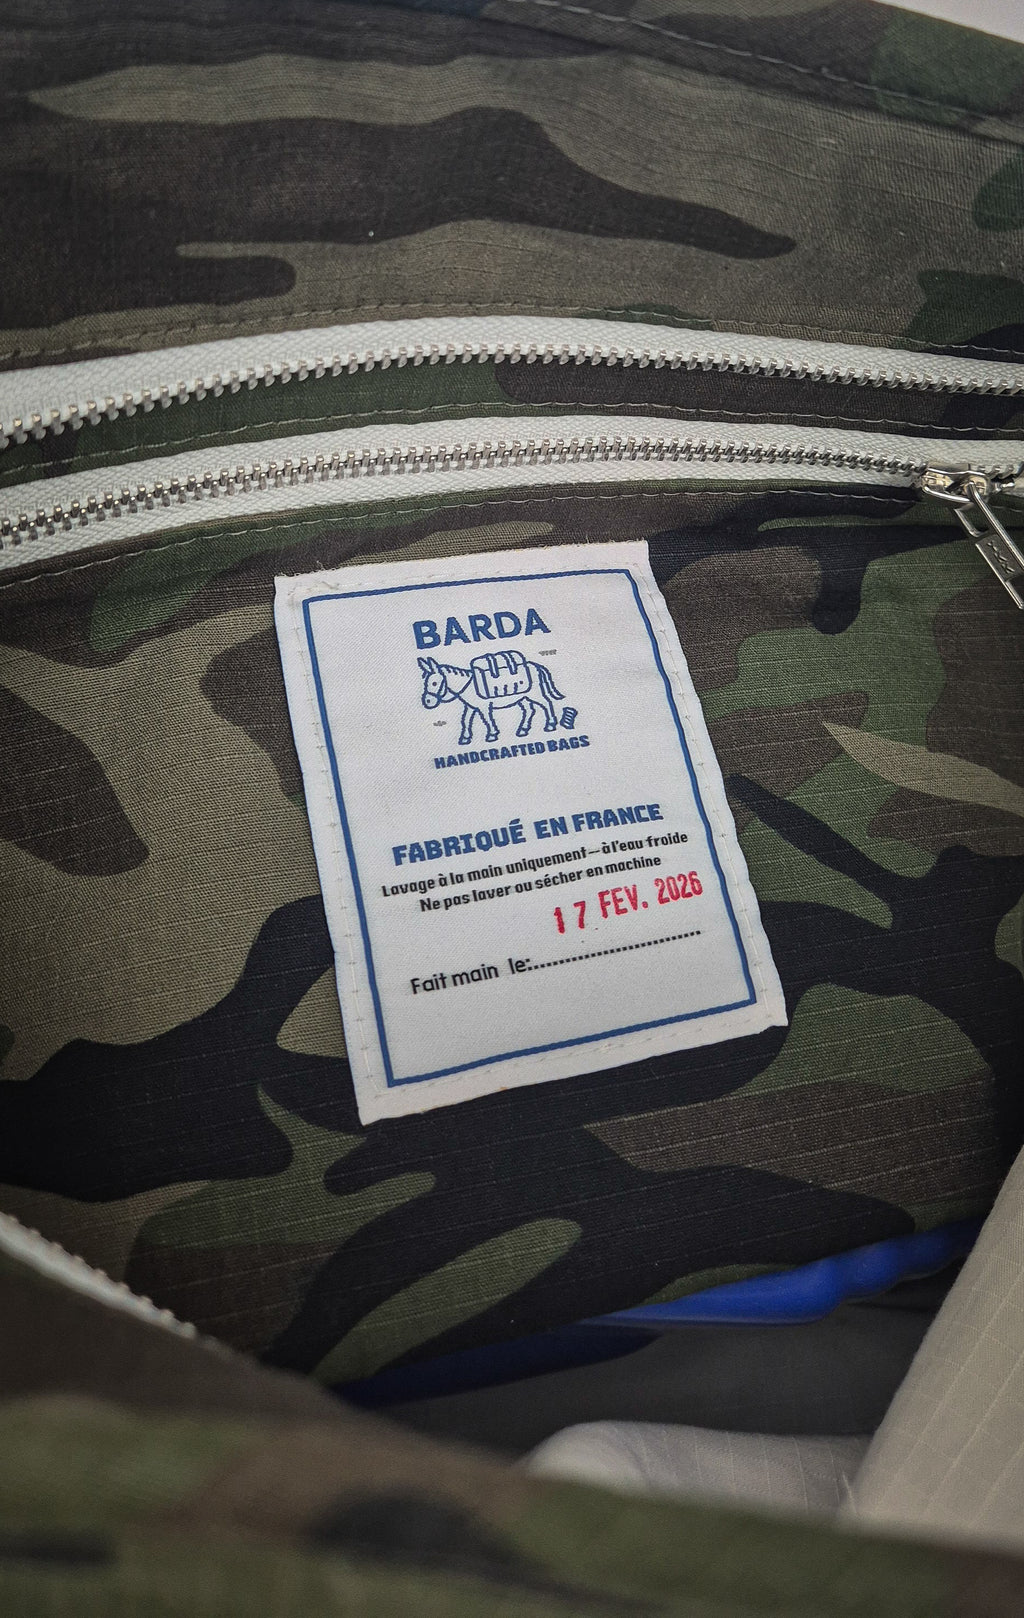 BARDA
HANDCRAFTED BAGS
FABRIQUÉ EN FRANCE
Lavage à la main uniquement — à l'eau froide
Ne pas laver ou sécher en machine
17 FEV. 2026
Fait main le:..............................